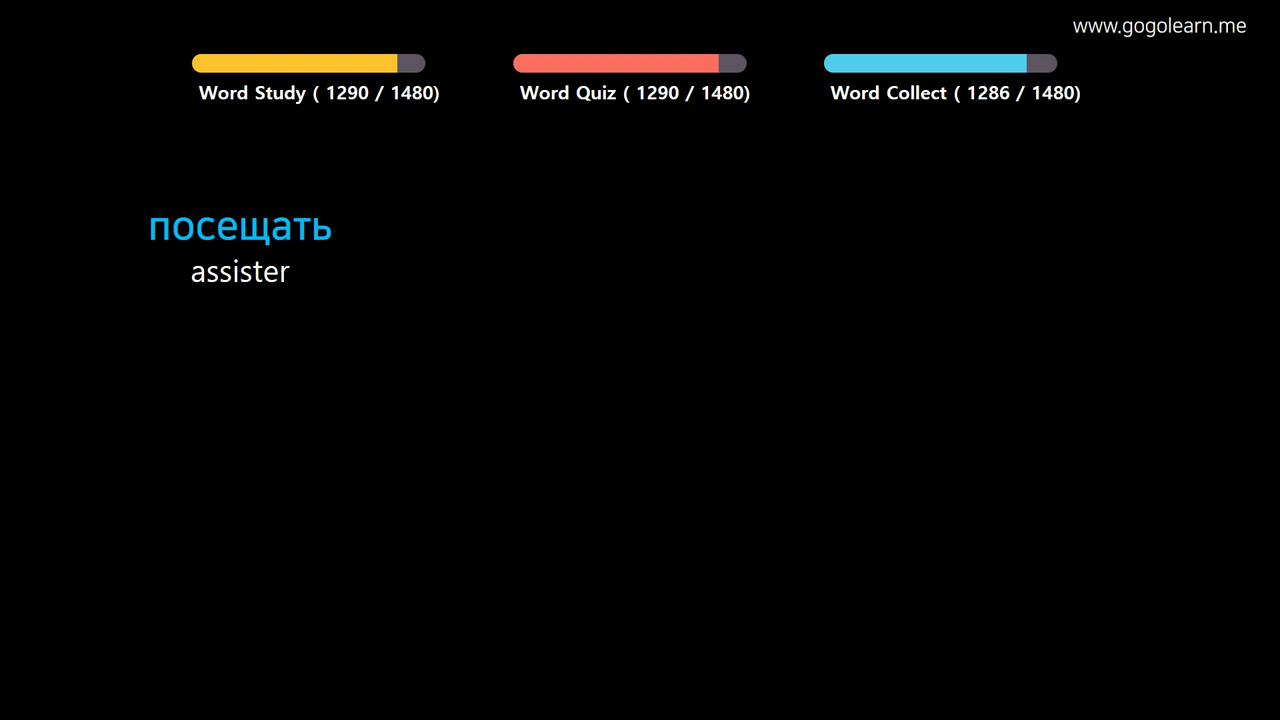 www.gogolearn.me
Word Study ( 1290 / 1480)
Word Quiz ( 1290 / 1480)
Word Collect ( 1286 / 1480)
посещать
assister